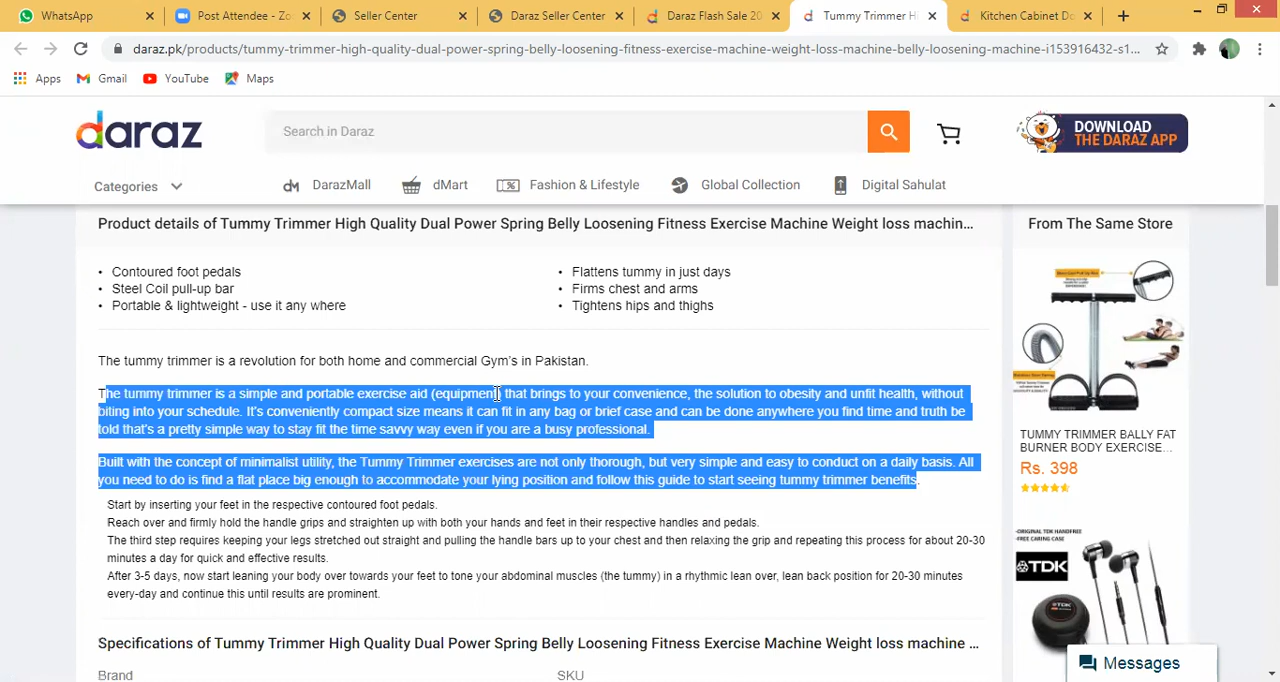 WhatsApp
Post Attendee - Zo
Seller Center
Daraz Seller Center
Daraz Flash Sale 20
Tummy Trimmer Hi
Kitchen Cabinet Do
daraz.pk/products/tummy-trimmer-high-quality-dual-power-spring-belly-loosening-fitness-exercise-machine-weight-loss-machine-belly-loosening-machine-i153916432-s1...
Apps
Gmail
YouTube
Maps
daraz
Search in Daraz
DOWNLOAD
THE DARAZ APP
Categories
DarazMall
dMart
Fashion & Lifestyle
Global Collection
Digital Sahulat
Product details of Tummy Trimmer High Quality Dual Power Spring Belly Loosening Fitness Exercise Machine Weight loss machin...
From The Same Store
• Contoured foot pedals
• Steel Coil pull-up bar
• Portable & lightweight - use it any where
• Flattens tummy in just days
• Firms chest and arms
• Tightens hips and thighs
The tummy trimmer is a revolution for both home and commercial Gym's in Pakistan.
The tummy trimmer is a simple and portable exercise aid (equipment) that brings to your convenience, the solution to obesity and unfit health, without
biting into your schedule. It's conveniently compact size means it can fit in any bag or brief case and can be done anywhere you find time and truth be
told that's a pretty simple way to stay fit the time savvy way even if you are a busy professional.
Built with the concept of minimalist utility, the Tummy Trimmer exercises are not only thorough, but very simple and easy to conduct on a daily basis. All
you need to do is find a flat place big enough to accommodate your lying position and follow this guide to start seeing tummy trimmer benefits.
Start by inserting your feet in the respective contoured foot pedals.
Reach over and firmly hold the handle grips and straighten up with both your hands and feet in their respective handles and pedals.
The third step requires keeping your legs stretched out straight and pulling the handle bars up to your chest and then relaxing the grip and repeating this process for about 20-30
minutes a day for quick and effective results.
After 3-5 days, now start leaning your body over towards your feet to tone your abdominal muscles (the tummy) in a rhythmic lean over, lean back position for 20-30 minutes
every-day and continue this until results are prominent.
TUMMY TRIMMER BALLY FAT
BURNER BODY EXERCISE...
Rs. 398
-ORIGINAL TDK HANDFREE
-FREE CARING CASE
TDK
Specifications of Tummy Trimmer High Quality Dual Power Spring Belly Loosening Fitness Exercise Machine Weight loss machine ...
Brand
SKU
Messages